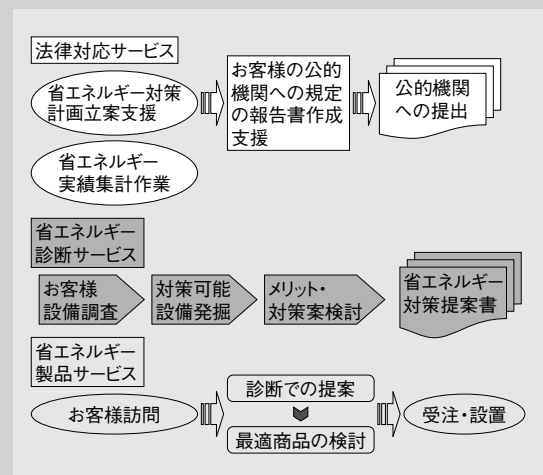 法律対応サービス
省エネルギー対策
計画立案支援
お客様の公的
機関への規定
の報告書作成
支援
公的機関
への提出
省エネルギー
実績集計作業
省エネルギー
診断サービス
お客様
設備調査
対策可能
設備発掘
メリット・
対策案検討
省エネルギー
対策提案書
省エネルギー
製品サービス
お客様訪問
診断での提案
最適商品の検討
受注・設置